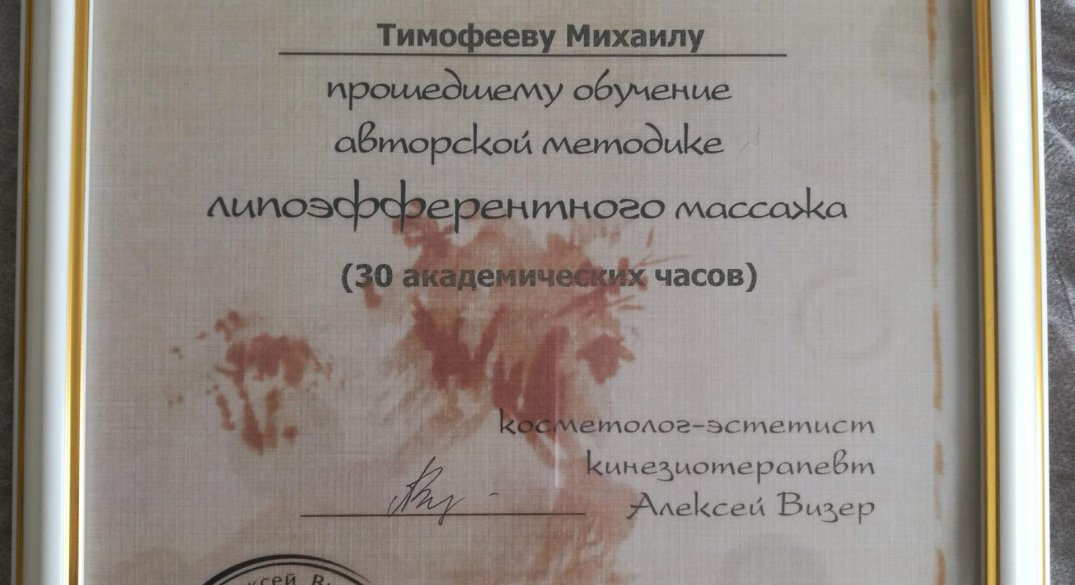 Тимофееву Михаилу
прошедшему обучение
авторской методике
липоэфферентного массажа
(30 академических часов)
косметолог-эстетист
кинезиотерапевт
Алексей Визер